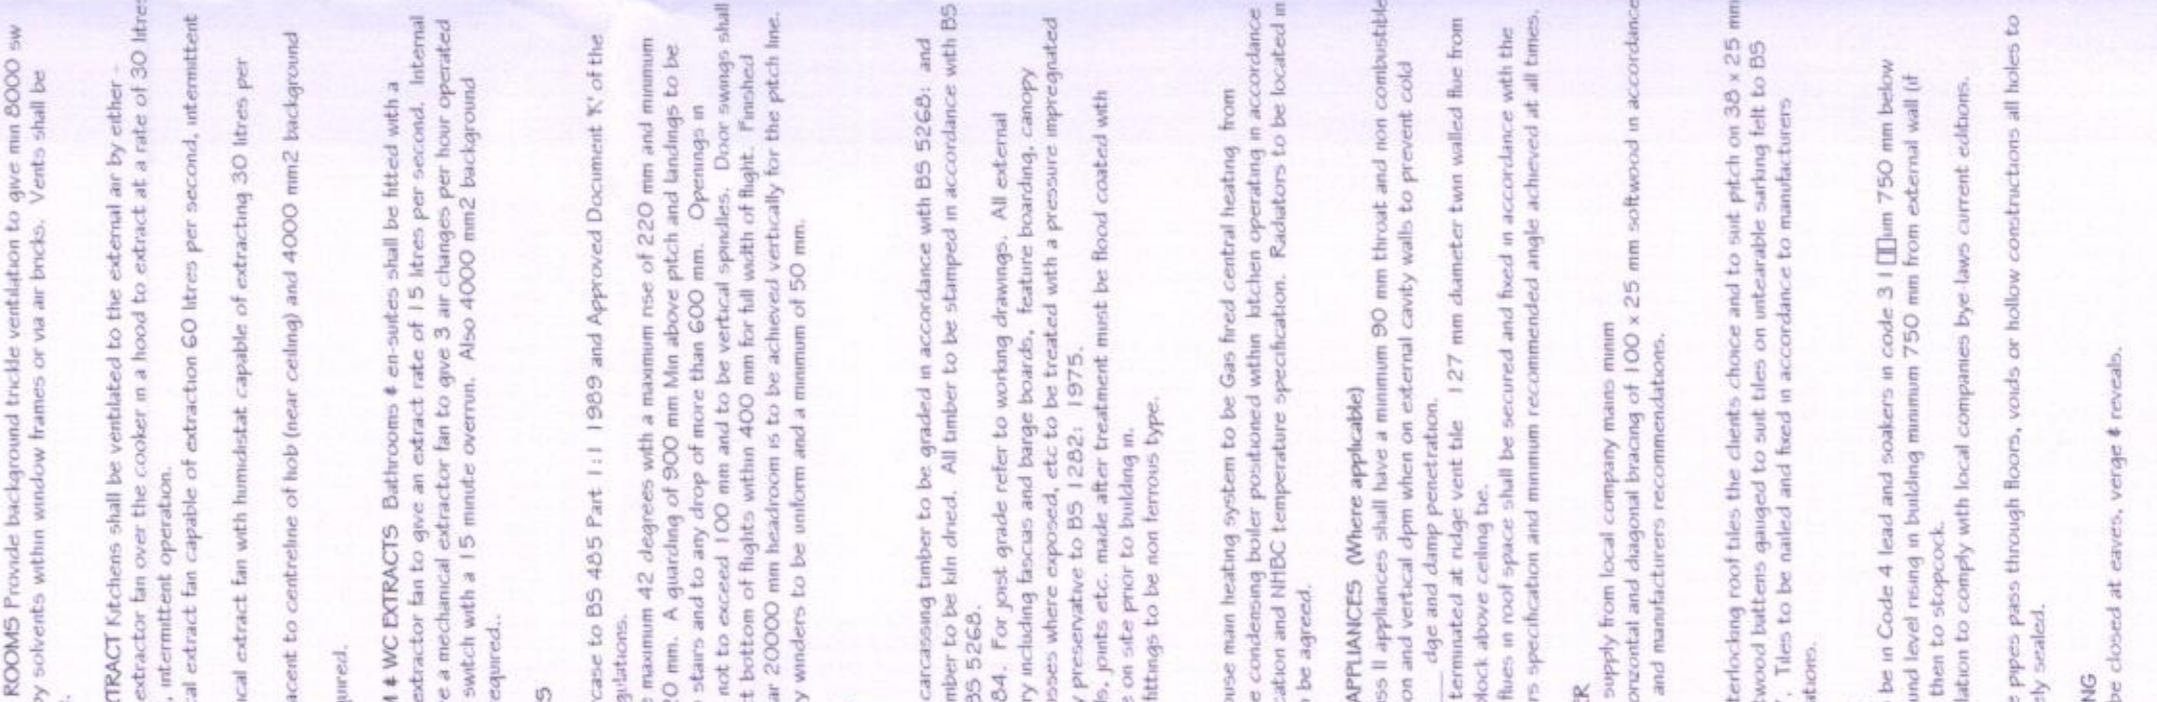 ROOMS Provide background trickle ventilation to give min 8000 sw
solvents within window frames or via air bricks. Vents shall be
TRACT Kitchens shall be ventilated to the external air by either -
extractor fan over the cooker in a hood to extract at a rate of 30 litres
, intermittent operation.
cal extract fan capable of extraction 60 litres per second, intermittent
ical extract fan with humidistat capable of extracting 30 litres per
acent to centreline of hob (near ceiling) and 4000 mm2 background
quired.
& WC EXTRACTS Bathrooms & en-suites shall be fitted with a
extractor fan to give an extract rate of 15 litres per second. Internal
e a mechanical extractor fan to give 3 air changes per hour operated
switch with a 15 minute overrun. Also 4000 mm2 background
equired..
S
case to BS 485 Part 1:1 1989 and Approved Document 'K' of the
gulations.
maximum 42 degrees with a maximum rise of 220 mm and minimum
0 mm. A guarding of 900 mm Min above pitch and landings to be
stairs and to any drop of more than 600 mm. Openings in
not to exceed 100 mm and to be vertical spindles. Door swings shall
t bottom of flights within 400 mm for full width of flight. Finished
ar 20000 mm headroom is to be achieved vertically for the pitch line.
y winders to be uniform and a minimum of 50 mm.
carcassing timber to be graded in accordance with BS 5268: and
mber to be kiln dried. All timber to be stamped in accordance with BS
BS 5268.
84. For joist grade refer to working drawings. All external
ry including fascias and barge boards, feature boarding, canopy
sses where exposed, etc to be treated with a pressure impregnated
preservative to BS 1282: 1975.
ls, joints etc. made after treatment must be flood coated with
e on site prior to building in.
fittings to be non ferrous type.
use main heating system to be Gas fired central heating from
e condensing boiler positioned within kitchen operating in accordance
cation and NHBC temperature specification. Radiators to be located in
be agreed.
APPLIANCES (Where applicable)
ss II appliances shall have a minimum 90 mm throat and non combustible
on and vertical dpm when on external cavity walls to prevent cold
dge and damp penetration.
terminated at ridge vent tile 127 mm diameter twin walled flue from
lock above ceiling tie.
flues in roof space shall be secured and fixed in accordance with the
rs specification and minimum recommended angle achieved at all times.
R
supply from local company mains mmm
orizontal and diagonal bracing of 100 x 25 mm softwood in accordance
and manufacturers recommendations.
terlocking roof tiles the clients choice and to suit pitch on 38 x 25 mm
twood battens gauged to suit tiles on untearable sarking felt to BS
. Tiles to be nailed and fixed in accordance to manufacturers
ations.
be in Code 4 lead and soakers in code 3 l□□um 750 mm below
und level rising in building minimum 750 mm from external wall (if
then to stopcock.
lation to comply with local companies bye-laws current editions.
e pipes pass through floors, voids or hollow constructions all holes to
ely sealed.
NG
be closed at eaves, verge & reveals.